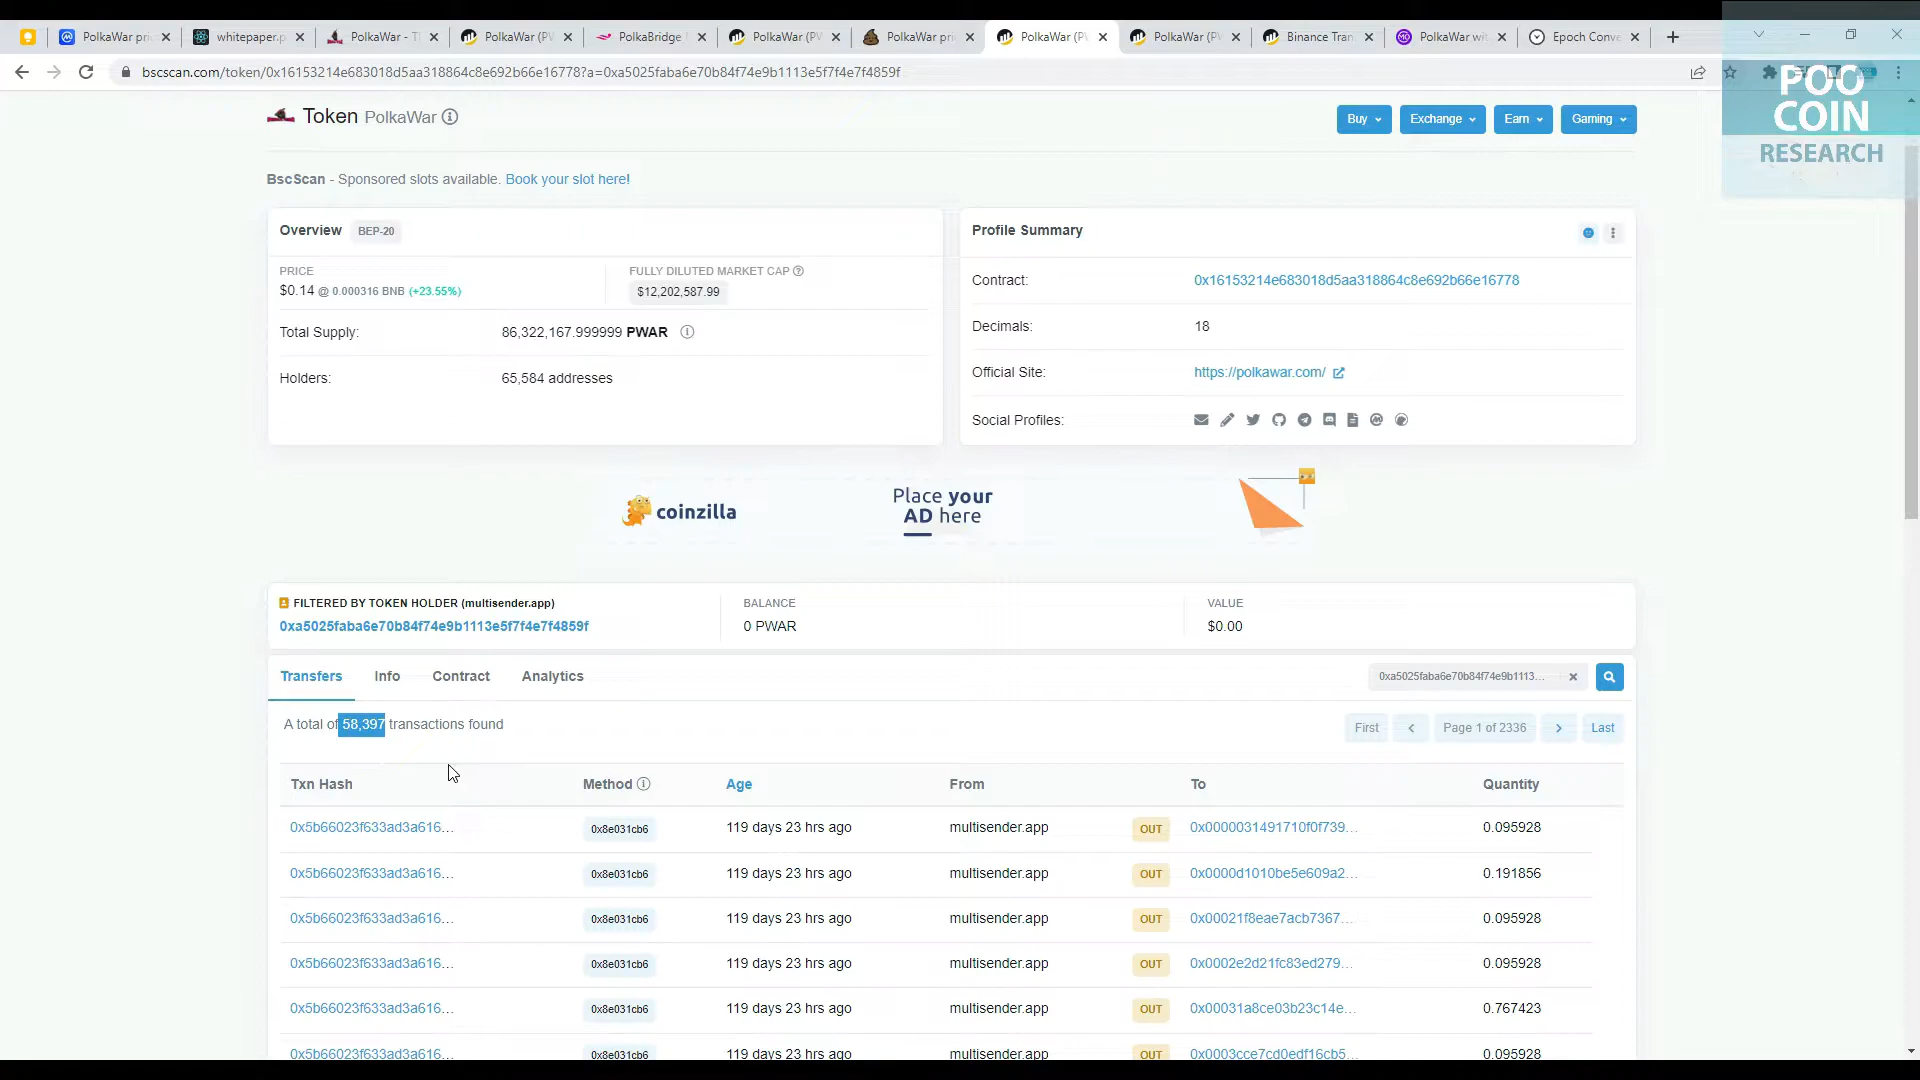 PolkaWar pri
whitepaper.p
PolkaWar - T
PolkaWar (PV
PolkaBridge
PolkaWar (PV
PolkaWar pri
PolkaWar (PV
PolkaWar (PV
Binance Tran
PolkaWar wit
Epoch Conve
bscscan.com/token/0x16153214e683018d5aa318864c8e692b66e16778?a=0xa5025faba6e70b84f74e9b1113e5f7f4e7f4859f
POO
COIN
RESEARCH
Token PolkaWar
Buy
Exchange
Earn
Gaming
BscScan - Sponsored slots available. Book your slot here!
Overview BEP-20
PRICE
$0.14 @ 0.000316 BNB (+23.55%)
FULLY DILUTED MARKET CAP
$12,202,587.99
Total Supply: 86,322,167.999999 PWAR
Holders: 65,584 addresses
Profile Summary
Contract: 0x16153214e683018d5aa318864c8e692b66e16778
Decimals: 18
Official Site: https://polkawar.com/
Social Profiles:
coinzilla
Place your
AD here
FILTERED BY TOKEN HOLDER (multisender.app)
0xa5025faba6e70b84f74e9b1113e5f7f4e7f4859f
BALANCE
0 PWAR
VALUE
$0.00
Transfers Info Contract Analytics
0xa5025faba6e70b84f74e9b1113...
A total of 58,397 transactions found
First < Page 1 of 2336 > Last
Txn Hash Method Age From To Quantity
0x5b66023f633ad3a616... 0x8e031cb6 119 days 23 hrs ago multisender.app OUT 0x0000031491710f0f739... 0.095928
0x5b66023f633ad3a616... 0x8e031cb6 119 days 23 hrs ago multisender.app OUT 0x0000d1010be5e609a2... 0.191856
0x5b66023f633ad3a616... 0x8e031cb6 119 days 23 hrs ago multisender.app OUT 0x00021f8eae7acb7367... 0.095928
0x5b66023f633ad3a616... 0x8e031cb6 119 days 23 hrs ago multisender.app OUT 0x0002e2d21fc83ed279... 0.095928
0x5b66023f633ad3a616... 0x8e031cb6 119 days 23 hrs ago multisender.app OUT 0x00031a8ce03b23c14e... 0.767423
0x5b66023f633ad3a616... 0x8e031cb6 119 days 23 hrs ago multisender.app OUT 0x0003cce7cd0edf16cb5... 0.095928